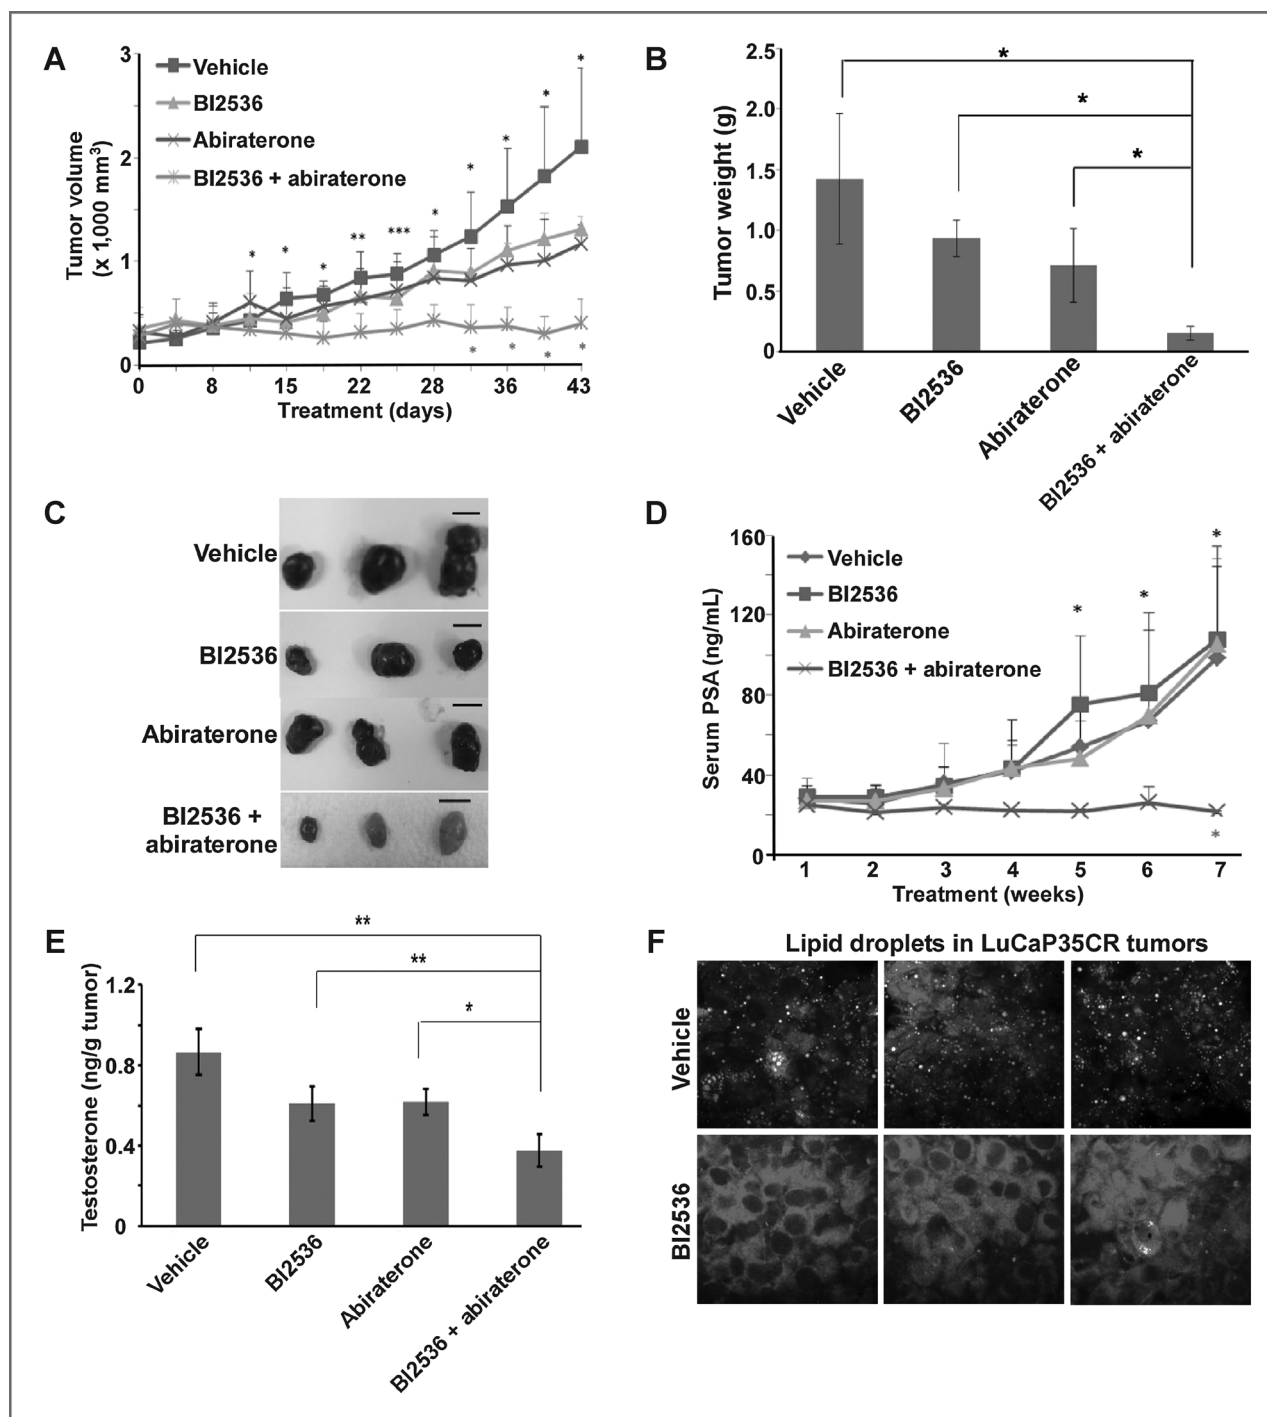 A
3
2
1
0
Tumor volume
(x 1,000 mm³)
Vehicle
BI2536
Abiraterone
BI2536 + abiraterone
* * * ** *** * * * * *
* * * *
0 8 15 22 28 36 43
Treatment (days)
B
2.5
2.0
1.5
1.0
0.5
0
Tumor weight (g)
*
*
*
Vehicle
BI2536
Abiraterone
BI2536 + abiraterone
C
Vehicle
BI2536
Abiraterone
BI2536 +
abiraterone
D
160
120
80
40
0
Serum PSA (ng/mL)
Vehicle
BI2536
Abiraterone
BI2536 + abiraterone
* * *
*
1 2 3 4 5 6 7
Treatment (weeks)
E
**
**
*
1.2
0.8
0.4
0
Testosterone (ng/g tumor)
Vehicle
BI2536
Abiraterone
BI2536 + abiraterone
F
Lipid droplets in LuCaP35CR tumors
Vehicle
BI2536